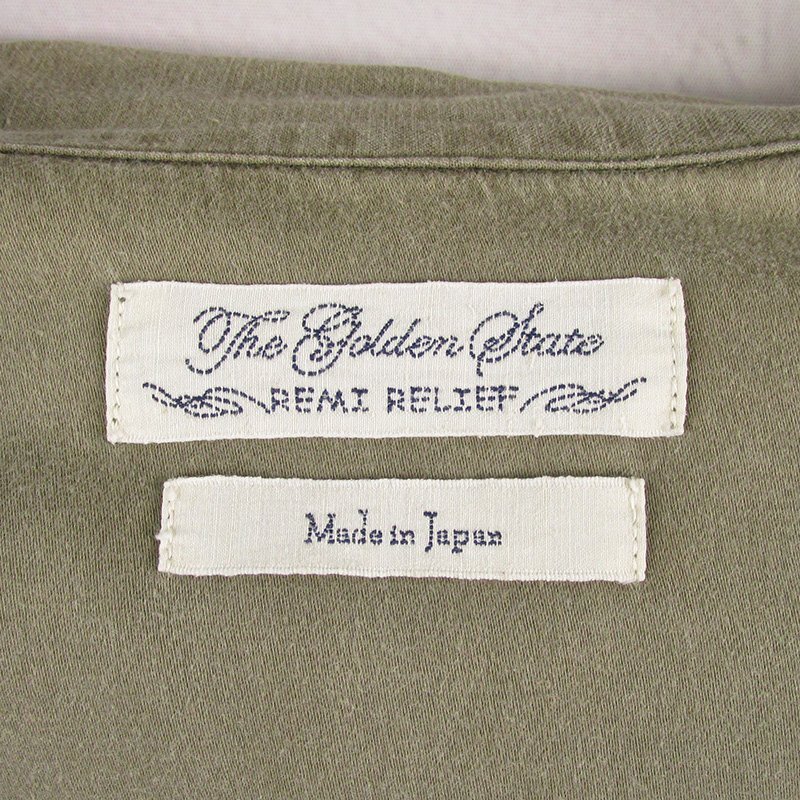 The Golden State
REMI RELIEF
Made in Japan